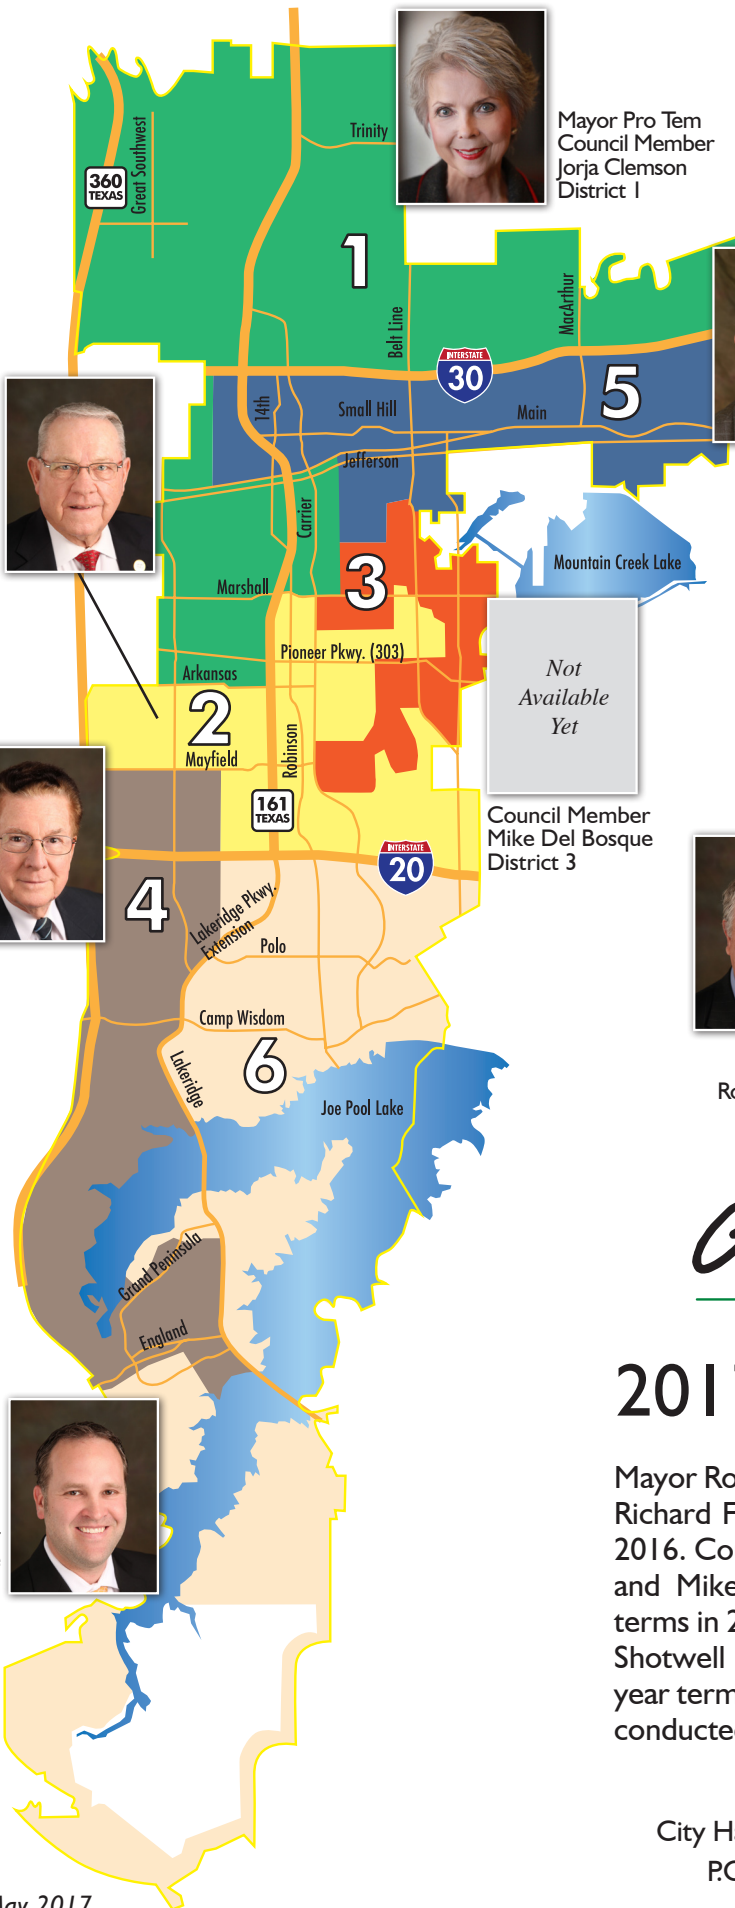 Mayor Pro Tem
Council Member
Jorja Clemson
District 1
Trinity
360
TEXAS
Great Southwest
1
Belt Line
MacArthur
INTERSTATE
30
5
14th
Small Hill
Main
Jefferson
Carrier
Mountain Creek Lake
3
Marshall
Pioneer Pkwy. (303)
Arkansas
2
Mayfield
Robinson
Not
Available
Yet
161
TEXAS
Council Member
Mike Del Bosque
District 3
INTERSTATE
20
4
Lakeridge Pkwy.
Extension
Polo
Camp Wisdom
6
Lakeridge
Joe Pool Lake
Grand Peninsula
England
201
Mayor Ro
Richard F
2016. Co
and Mike
terms in 2
Shotwell
year term
conducte
City Ha
P.O
May 2017